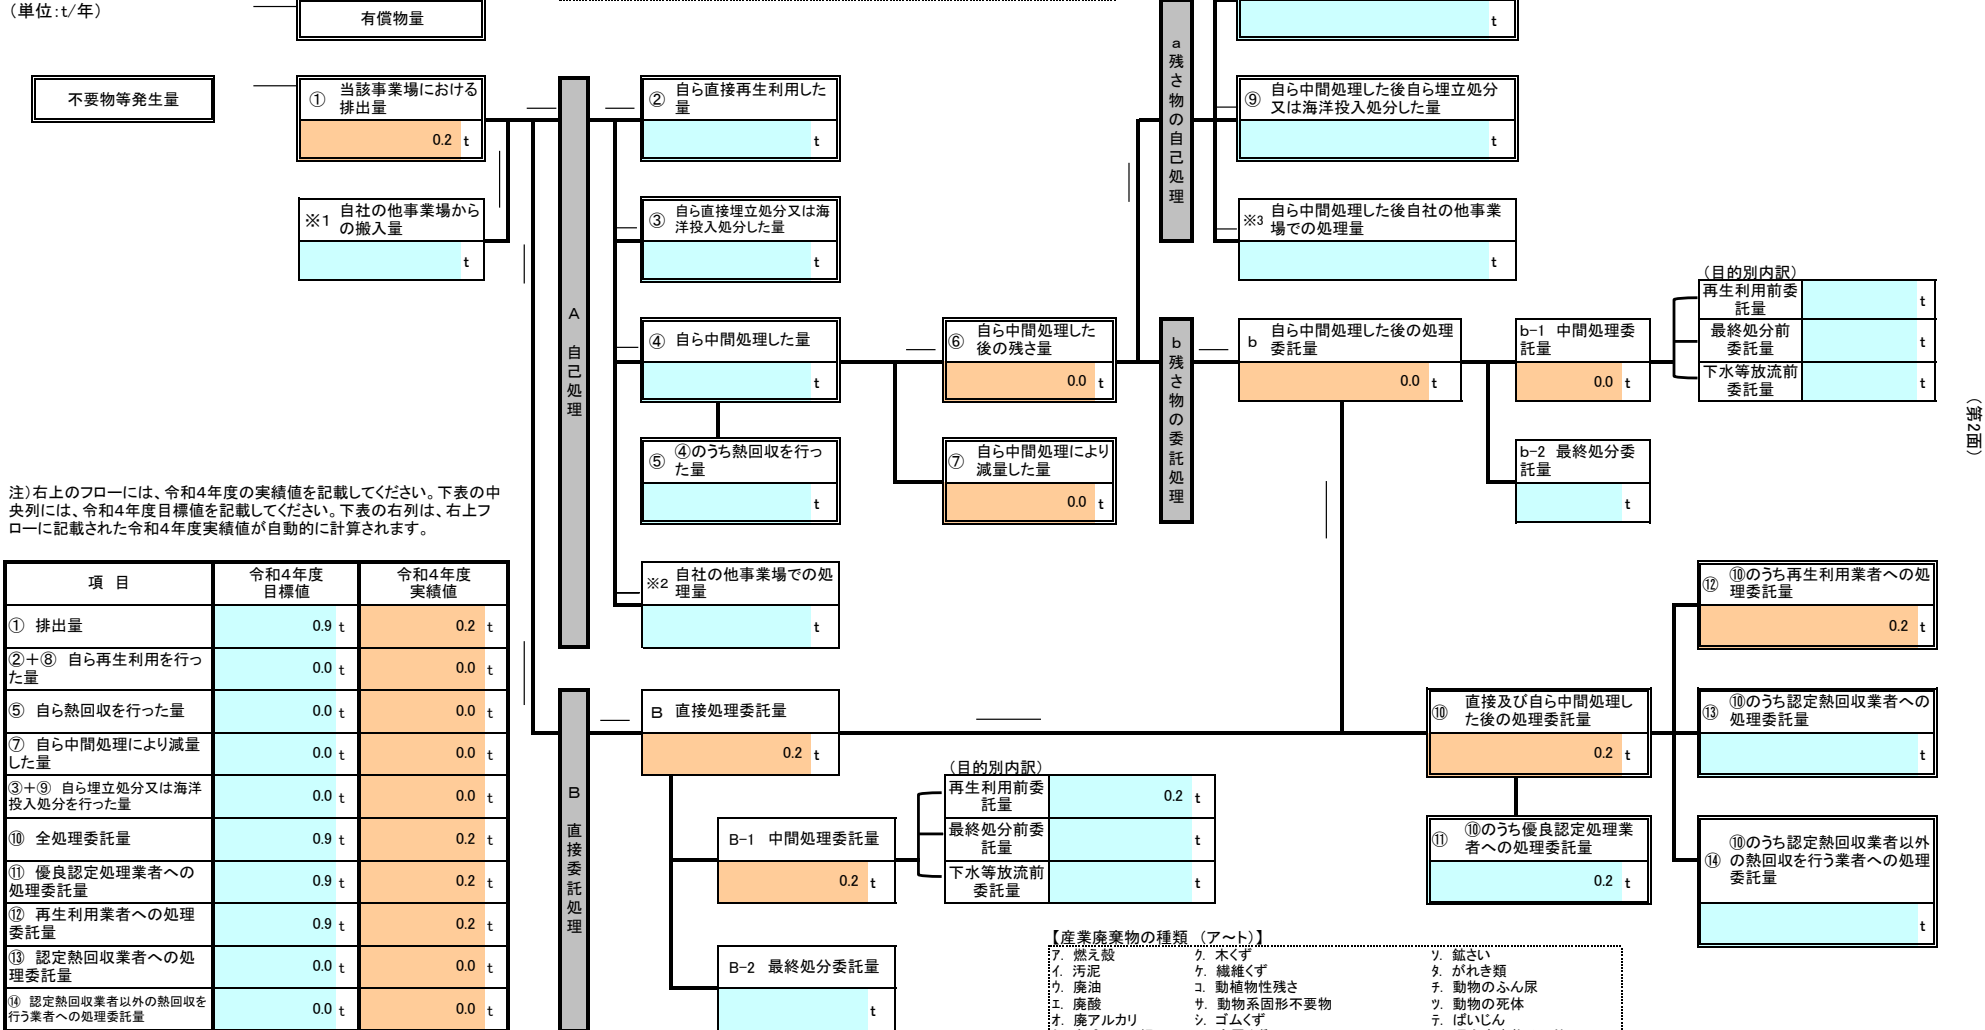 （単位:t/年）
有償物量
t
不要物等発生量
① 当該事業場における
排出量
0.2 t
② 自ら直接再生利用した
量
t
a
残さ物の自己処理
⑨ 自ら中間処理した後自ら埋立処分
又は海洋投入処分した量
t
※1 自社の他事業場から
の搬入量
t
③ 自ら直接埋立処分又は海
洋投入処分した量
t
※3 自ら中間処理した後自社の他事業
場での処理量
t
A
自己処理
④ 自ら中間処理した量
t
⑥ 自ら中間処理した
後の残さ量
0.0 t
b
残さ物の委託処理
b 自ら中間処理した後の処理
委託量
0.0 t
b-1 中間処理委
託量
0.0 t
（目的別内訳）
再生利用前委
託量
t
最終処分前
委託量
t
下水等放流前
委託量
t
（第2面）
⑤ ④のうち熱回収を行っ
た量
t
⑦ 自ら中間処理により
減量した量
0.0 t
b-2 最終処分委
託量
t
注）右上のフローには、令和４年度の実績値を記載してください。下表の中
央列には、令和４年度目標値を記載してください。下表の右列は、右上フ
ローに記載された令和４年度実績値が自動的に計算されます。
※2 自社の他事業場での処
理量
t
項 目 令和４年度
目標値 令和４年度
実績値
① 排出量 0.9 t 0.2 t
②＋⑧ 自ら再生利用を行っ
た量 0.0 t 0.0 t
⑤ 自ら熱回収を行った量 0.0 t 0.0 t
⑦ 自ら中間処理により減量
した量 0.0 t 0.0 t
③＋⑨ 自ら埋立処分又は海洋
投入処分を行った量 0.0 t 0.0 t
⑩ 全処理委託量 0.9 t 0.2 t
⑪ 優良認定処理業者への
処理委託量 0.9 t 0.2 t
⑫ 再生利用業者への処理
委託量 0.9 t 0.2 t
⑬ 認定熱回収業者への処
理委託量 0.0 t 0.0 t
⑭ 認定熱回収業者以外の熱回収を
行う業者への処理委託量 0.0 t 0.0 t
B
直接委託処理
B 直接処理委託量
0.2 t
B-1 中間処理委託量
0.2 t
（目的別内訳）
再生利用前委
託量
0.2 t
最終処分前委
託量
t
下水等放流前
委託量
t
B-2 最終処分委託量
t
⑩ 直接及び自ら中間処理し
た後の処理委託量
0.2 t
⑪ ⑩のうち優良認定処理業
者への処理委託量
0.2 t
⑫ ⑩のうち再生利用業者への処
理委託量
0.2 t
⑬ ⑩のうち認定熱回収業者への
処理委託量
t
⑭ ⑩のうち認定熱回収業者以外
の熱回収を行う業者への処理
委託量
t
【産業廃棄物の種類 （ア～ト）】
ア. 燃え殻 ク. 木くず ソ. 鉱さい
イ. 汚泥 ケ. 繊維くず タ. がれき類
ウ. 廃油 コ. 動植物性残さ チ. 動物のふん尿
エ. 廃酸 サ. 動物系固形不要物 ツ. 動物の死体
オ. 廃アルカリ シ. ゴムくず テ. ばいじん